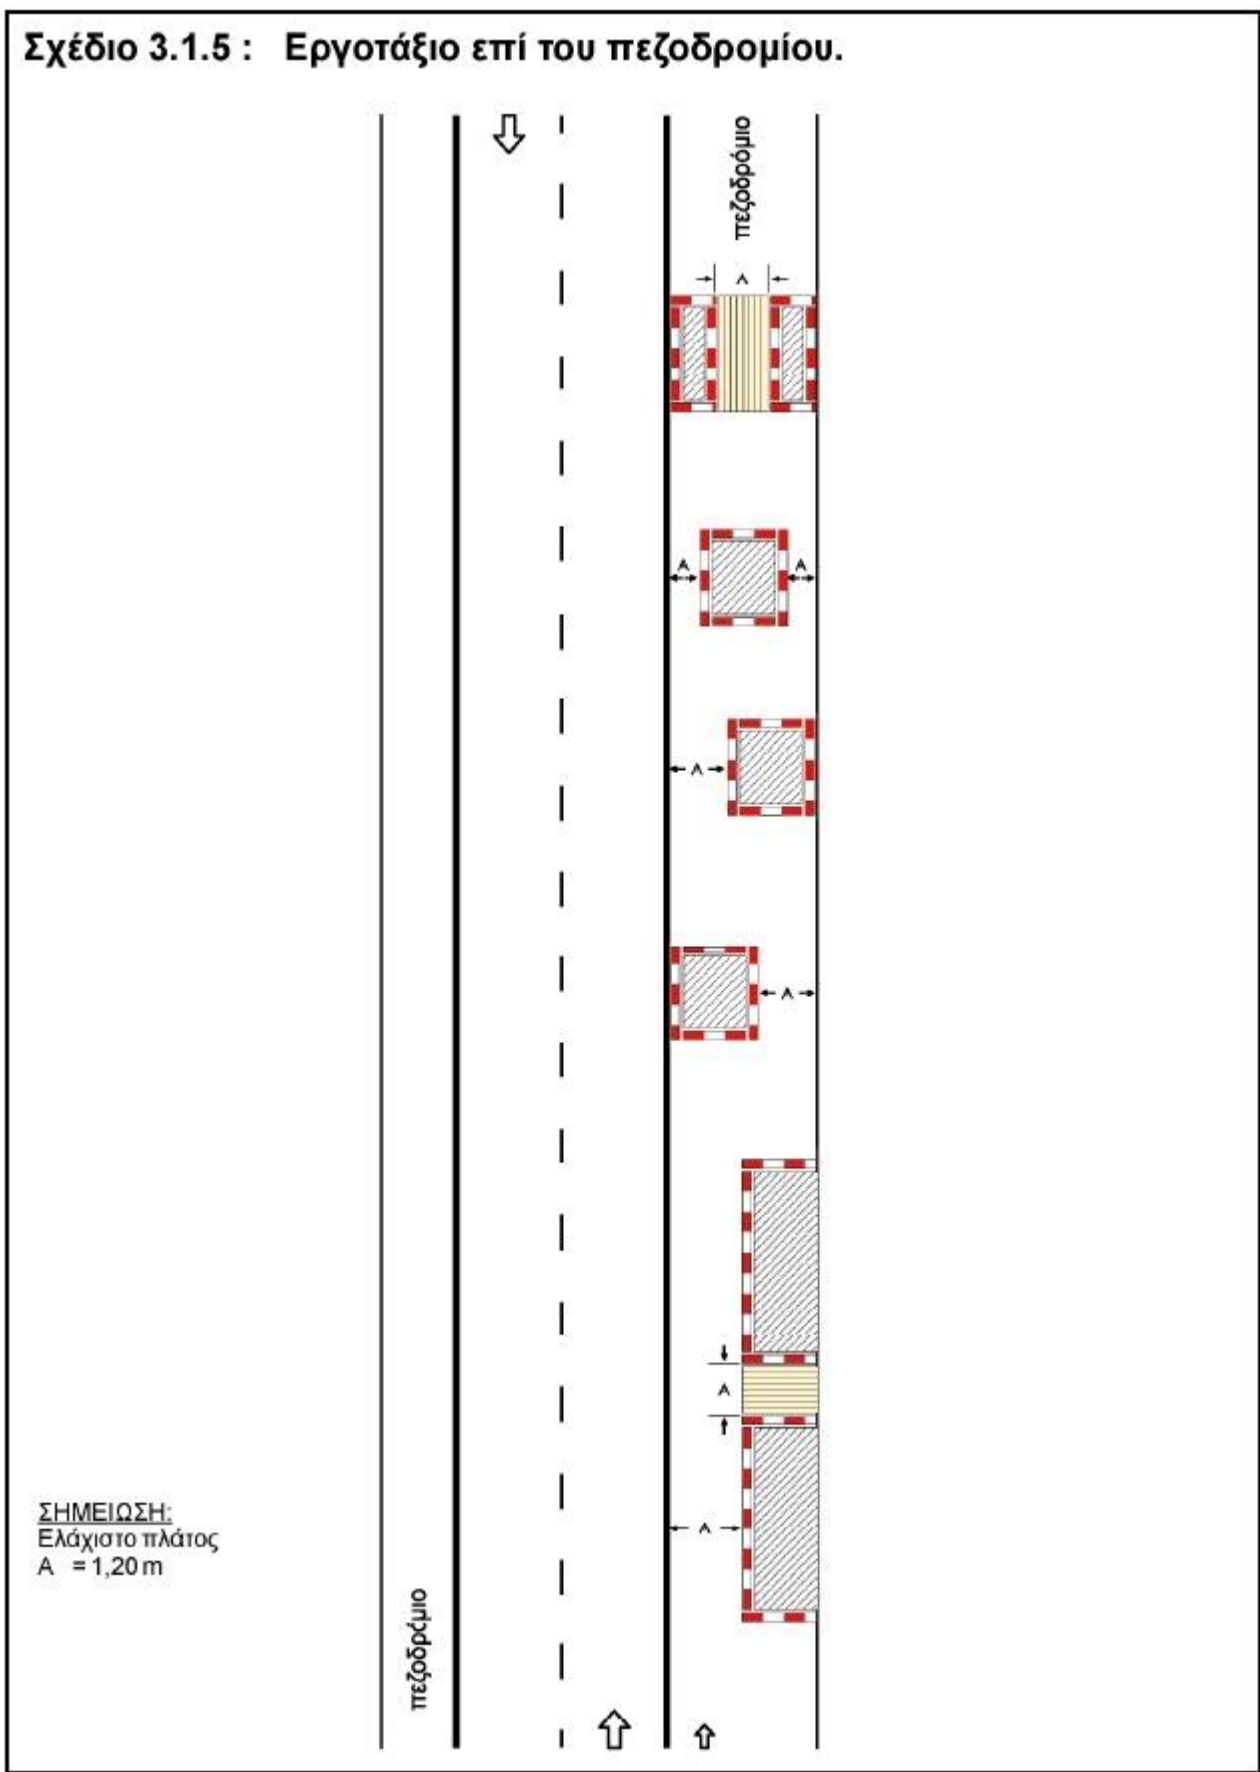 Σχέδιο 3.1.5 : Εργοτάξιο επί του πεζοδρομίου.
πεζοδρόμιο
A
A
A
A
A
A
A
ΣΗΜΕΙΩΣΗ:
Ελάχιστο πλάτος
A = 1,20 m
πεζοδρόμιο